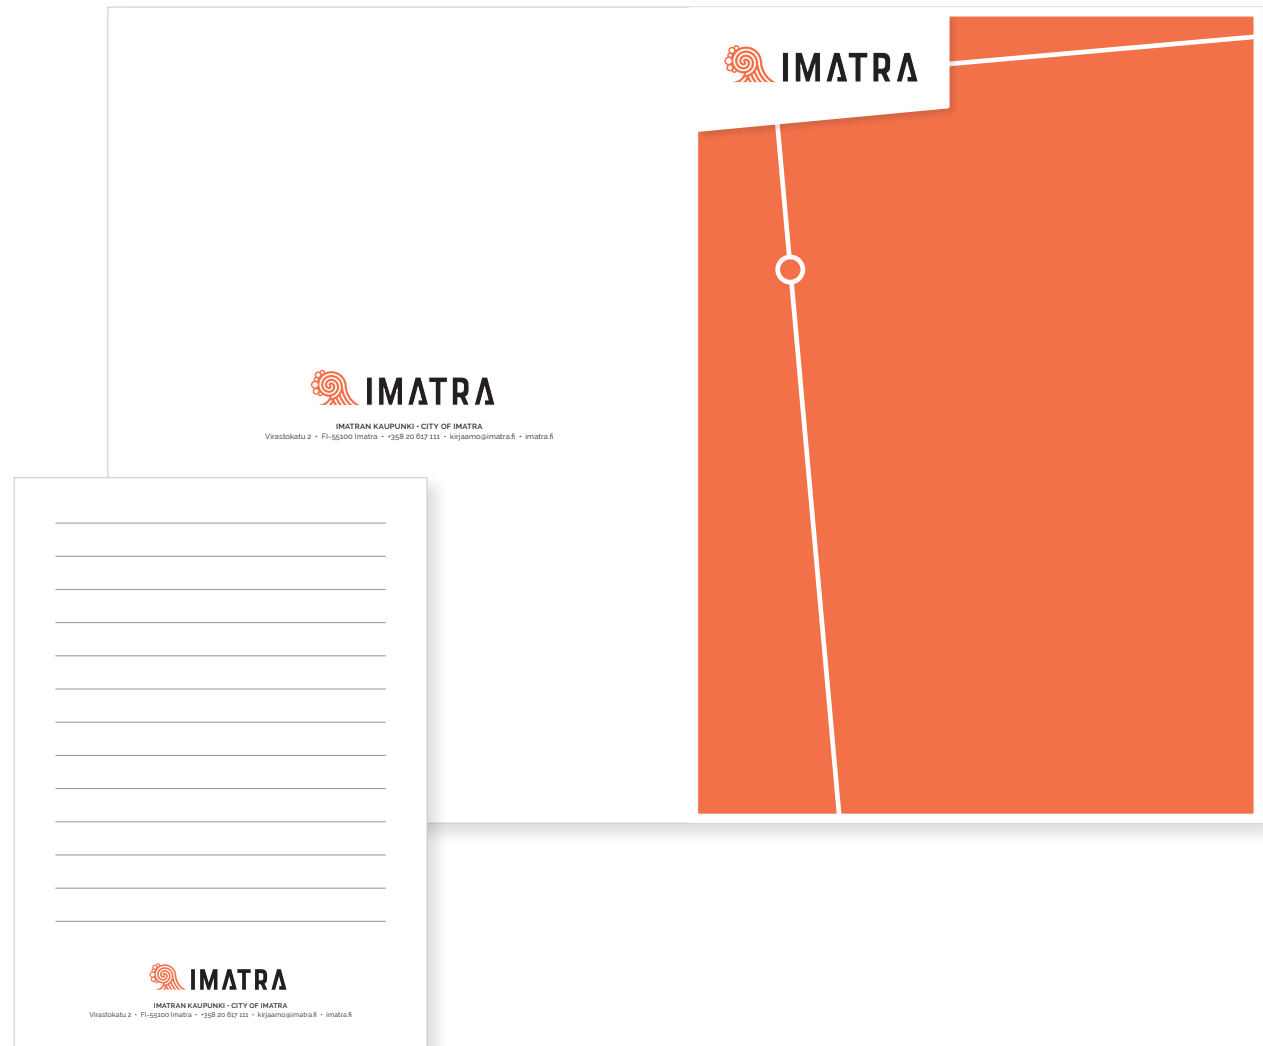 IMATRA
IMATRA
IMATRAN KAUPUNKI • CITY OF IMATRA
Virastokatu 2 • FI-55100 Imatra • +358 20 617 111 • kirjaamo@imatra.fi • imatra.fi
IMATRA
IMATRAN KAUPUNKI • CITY OF IMATRA
Virastokatu 2 • FI-55100 Imatra • +358 20 617 111 • kirjaamo@imatra.fi • imatra.fi